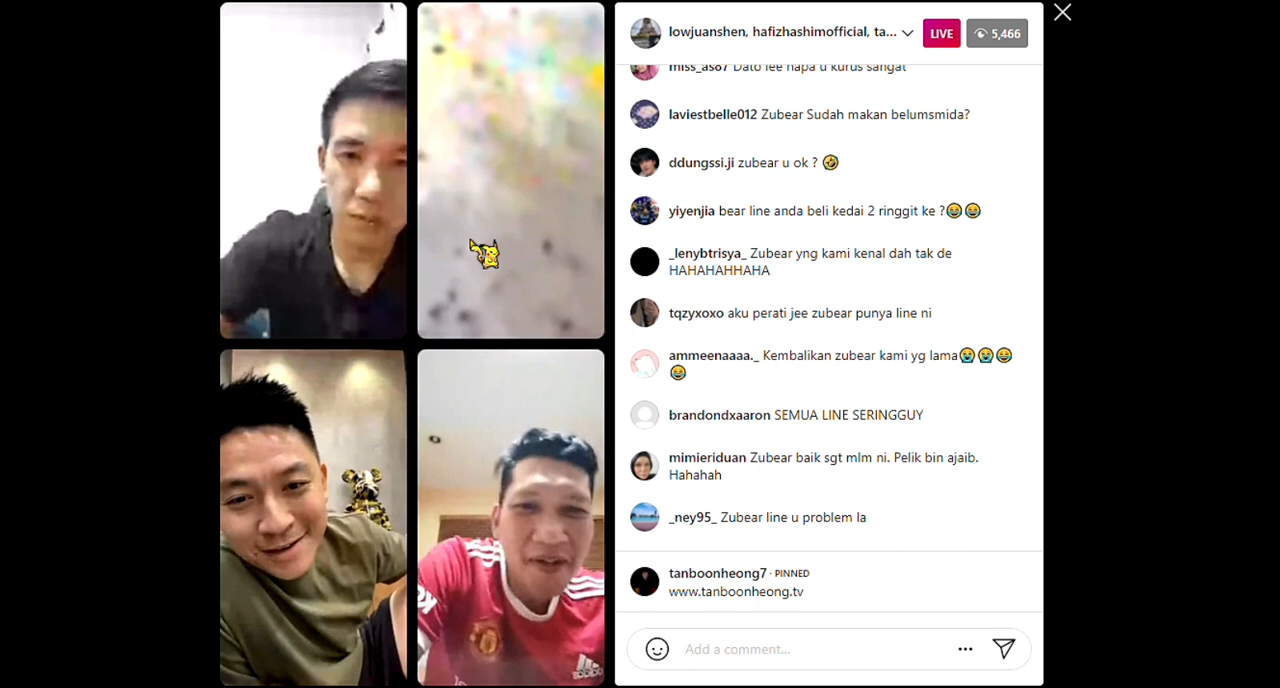 lowjuanshen, hafizhashimofficial, ta...
LIVE
5,466
miss_as87 Dato lee napa u kurus sangat
laviestbelle012 Zubear Sudah makan belumsmida?
ddungssi.ji zubear u ok ? 🤣
yiyenjia bear line anda beli kedai 2 ringgit ke ?😂😂
_lenybtrisya_ Zubear yng kami kenal dah tak de
HAHAHAHHAHA
tqzyxoxo aku perati jee zubear punya line ni
ammeenaaaa._ Kembalikan zubear kami yg lama😭😭😂
😂
brandondxaaron SEMUA LINE SERINGGUY
mimieriduan Zubear baik sgt mlm ni. Pelik bin ajaib.
Hahahah
_ney95_ Zubear line u problem la
tanboonheong7 · PINNED
www.tanboonheong.tv
Add a comment...
adidas